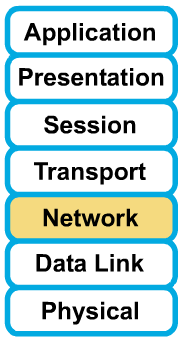 Application
Presentation
Session
Transport
Network
Data Link
Physical